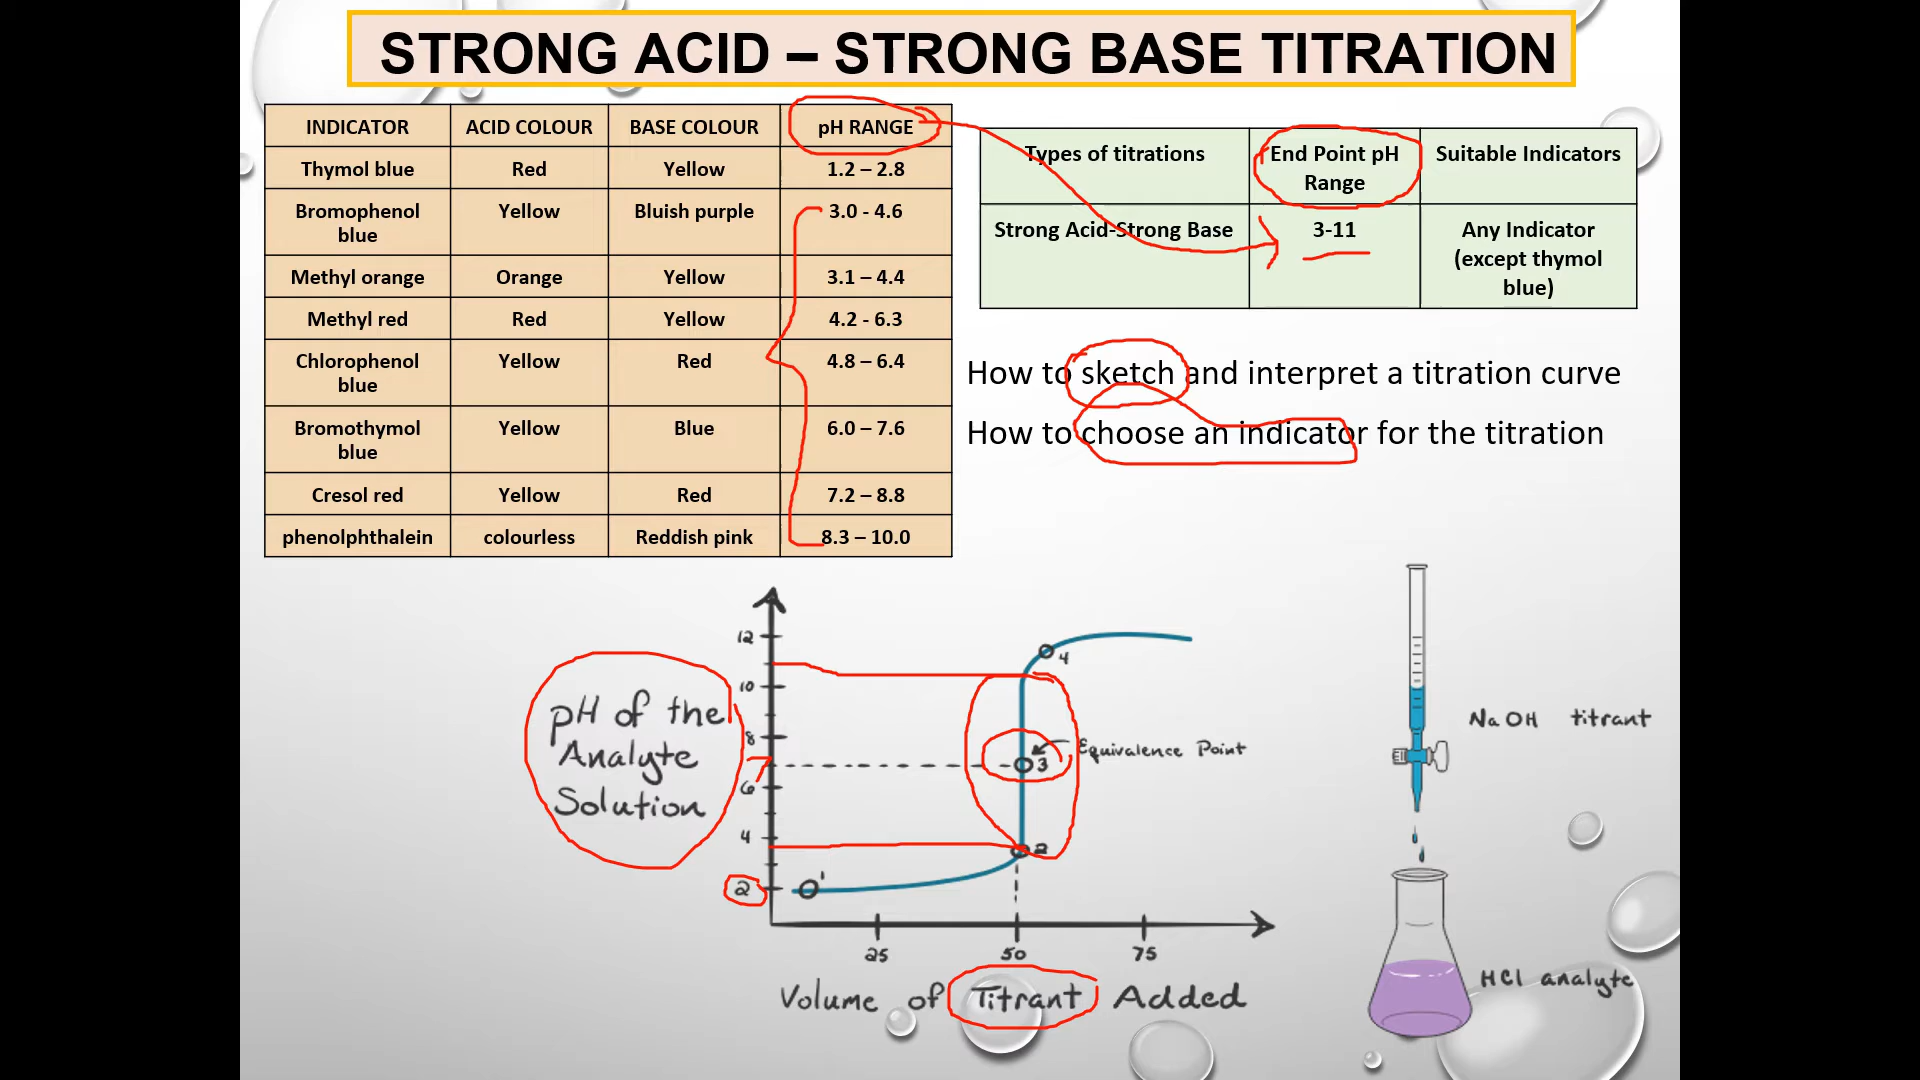 STRONG ACID – STRONG BASE TITRATION
INDICATOR ACID COLOUR BASE COLOUR pH RANGE
Thymol blue Red Yellow 1.2 – 2.8
Bromophenol blue Yellow Bluish purple 3.0 - 4.6
Methyl orange Orange Yellow 3.1 – 4.4
Methyl red Red Yellow 4.2 - 6.3
Chlorophenol blue Yellow Red 4.8 – 6.4
Bromothymol blue Yellow Blue 6.0 – 7.6
Cresol red Yellow Red 7.2 – 8.8
phenolphthalein colourless Reddish pink 8.3 – 10.0
Types of titrations End Point pH Range Suitable Indicators
Strong Acid-Strong Base 3-11 Any Indicator (except thymol blue)
How to sketch and interpret a titration curve
How to choose an indicator for the titration
pH of the
Analyte
Solution
12
10
8
6
4
2
1
2
3
4
Equivalence Point
25 50 75
Volume of Titrant Added
NaOH titrant
HCl analyte